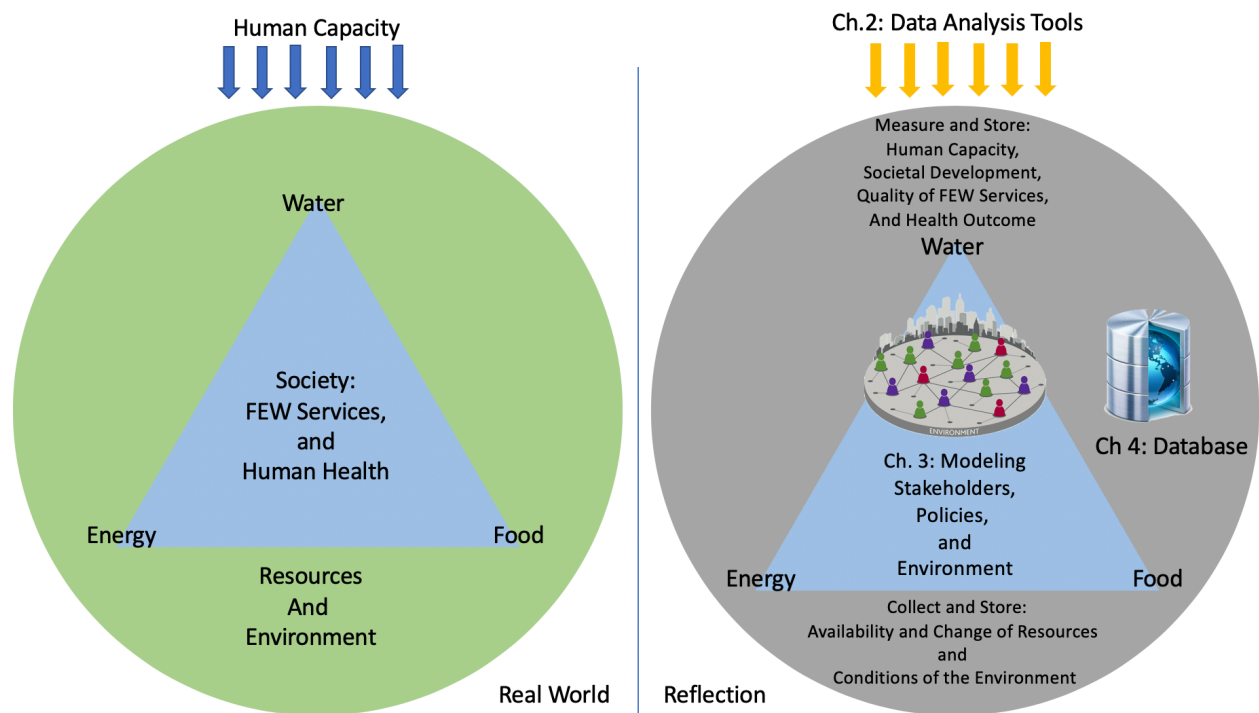 Human Capacity
Water
Society:
FEW Services,
and
Human Health
Energy
Food
Resources
And
Environment
Real World
Ch.2: Data Analysis Tools
Measure and Store:
Human Capacity,
Societal Development,
Quality of FEW Services,
And Health Outcome
Water
ENVIRONMENT
Ch 4: Database
Ch. 3: Modeling
Stakeholders,
Policies,
and
Environment
Energy
Food
Collect and Store:
Availability and Change of Resources
and
Conditions of the Environment
Reflection